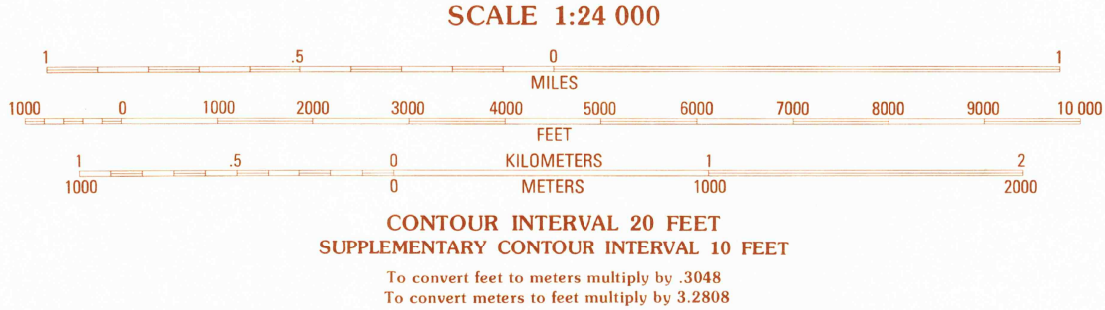 SCALE 1:24 000
1 .5 0 1
MILES
1000 0 1000 2000 3000 4000 5000 6000 7000 8000 9000 10 000
FEET
1 .5 0 KILOMETERS 1 2
1000 0 METERS 1000 2000
CONTOUR INTERVAL 20 FEET
SUPPLEMENTARY CONTOUR INTERVAL 10 FEET
To convert feet to meters multiply by .3048
To convert meters to feet multiply by 3.2808